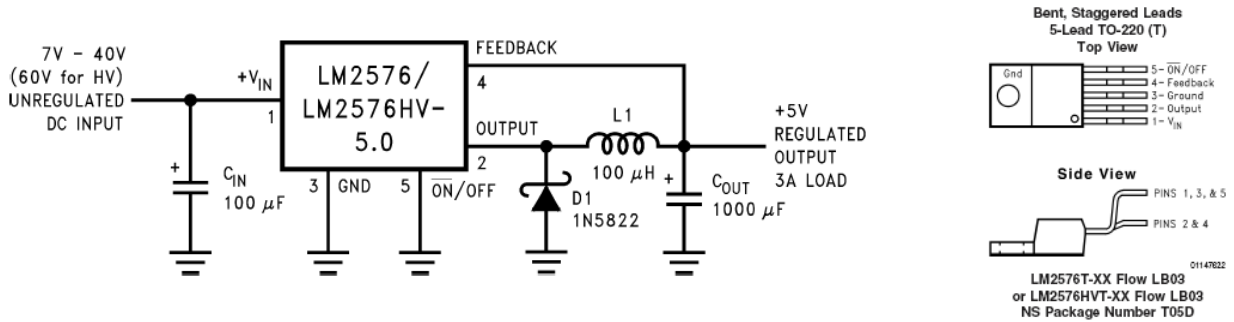 7V – 40V
(60V for HV)
UNREGULATED
DC INPUT
+V_IN
1
C_IN
100 μF
+
LM2576/
LM2576HV–
5.0
3
GND
5
O̅N̅/OFF
FEEDBACK
4
OUTPUT
2
L1
100 μH
D1
1N5822
+
C_OUT
1000 μF
+5V
REGULATED
OUTPUT
3A LOAD
Bent, Staggered Leads
5-Lead TO-220 (T)
Top View
Gnd
5– O̅N̅/OFF
4– Feedback
3– Ground
2– Output
1– V_IN
Side View
PINS 1, 3, & 5
PINS 2 & 4
01147622
LM2576T-XX Flow LB03
or LM2576HVT-XX Flow LB03
NS Package Number T05D